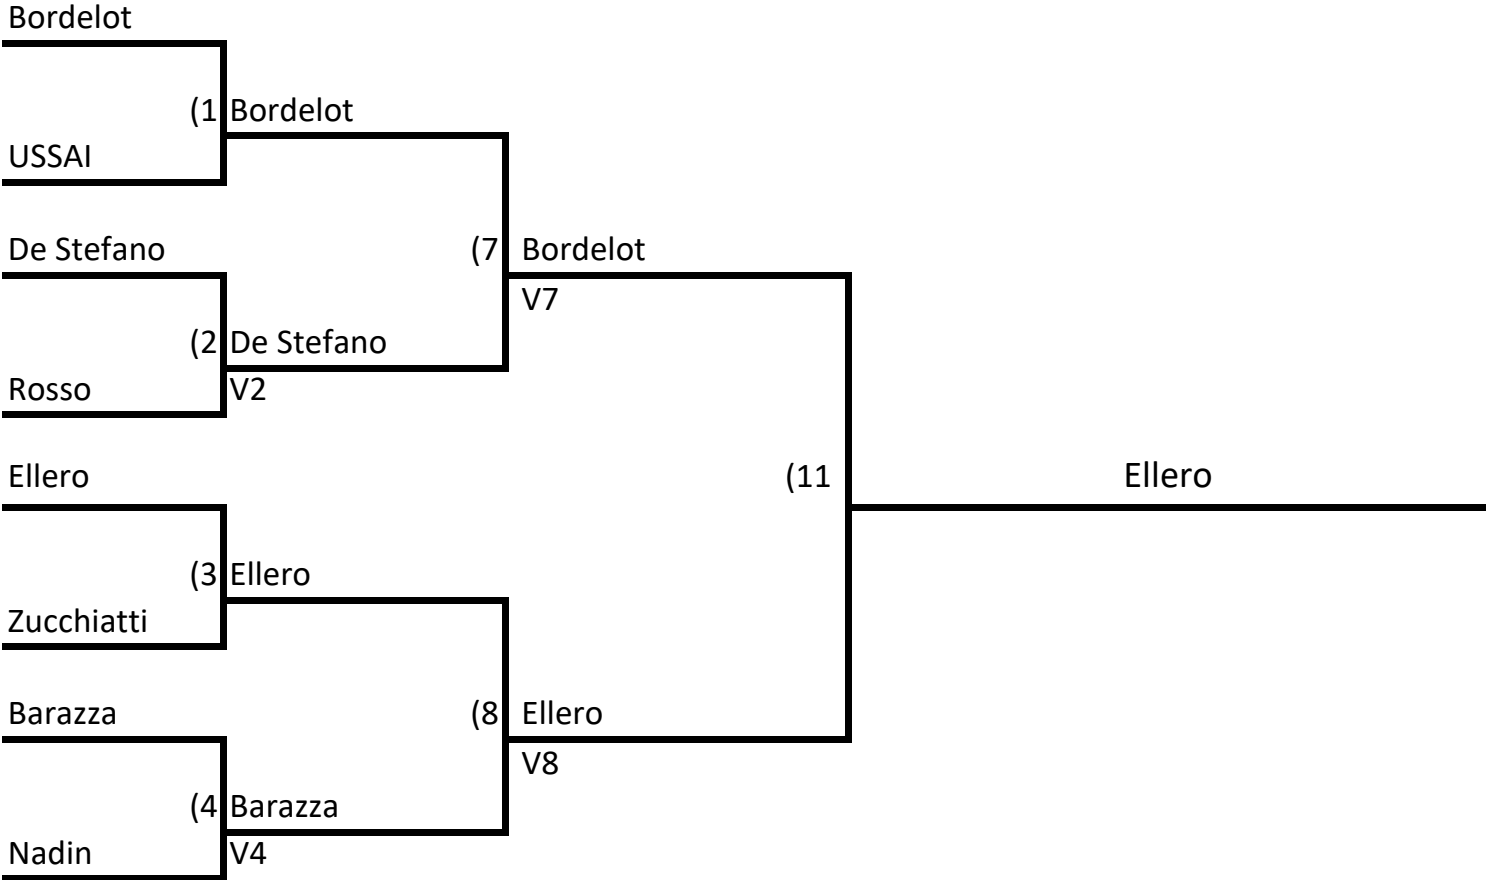 Bordelot
(1 Bordelot
USSAI
De Stefano
(7 Bordelot
V7
(2 De Stefano
Rosso
V2
Ellero
(11 Ellero
(3 Ellero
Zucchiatti
Barazza
(8 Ellero
V8
(4 Barazza
Nadin
V4